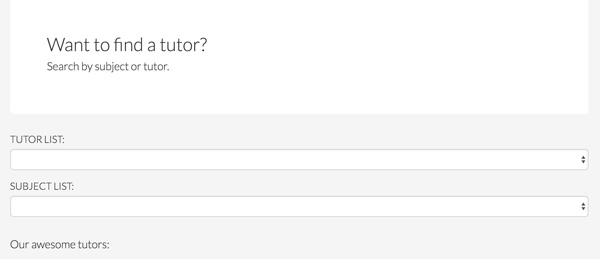 Want to find a tutor?
Search by subject or tutor.
TUTOR LIST:
SUBJECT LIST:
Our awesome tutors: